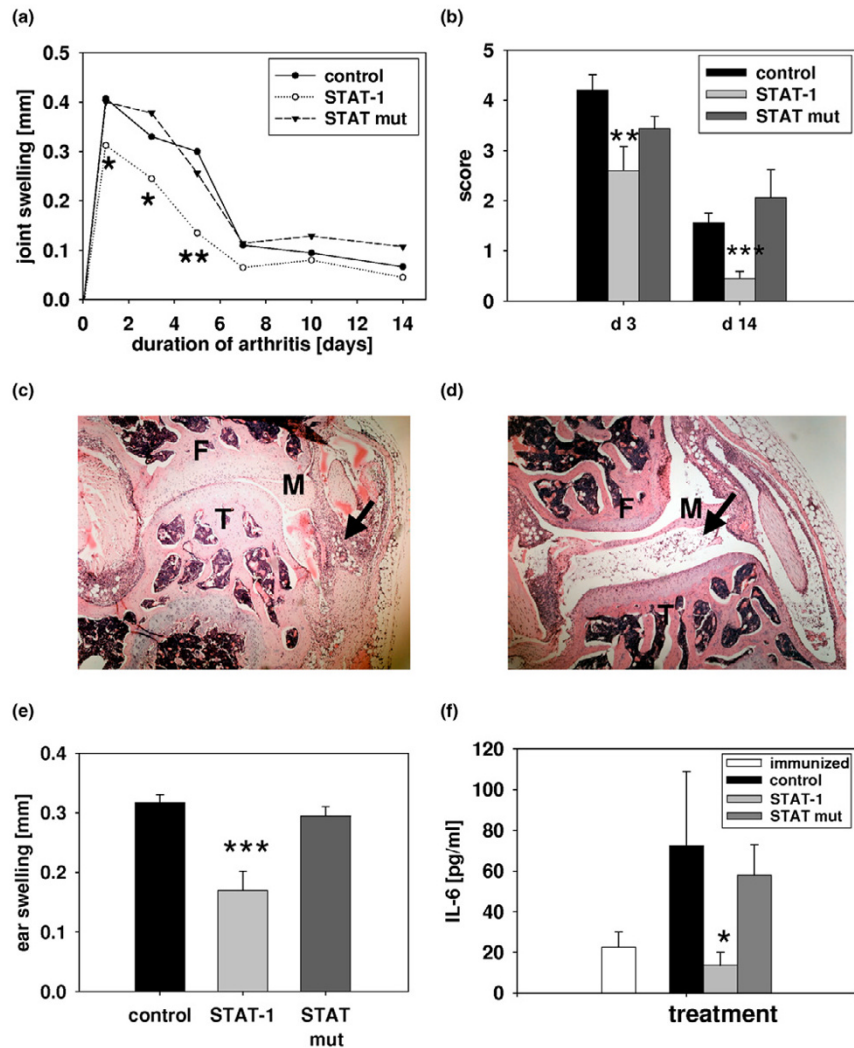 (a)
0.5
0.4
0.3
0.2
0.1
0.0
joint swelling [mm]
control
STAT-1
STAT mut
*
*
**
0 2 4 6 8 10 12 14
duration of arthritis [days]
(b)
5
4
3
2
1
0
score
control
STAT-1
STAT mut
**
***
d 3 d 14
(c)
F
M
T
(d)
F
M
T
(e)
0.4
0.3
0.2
0.1
0.0
ear swelling [mm]
***
control STAT-1 STAT
mut
(f)
120
100
80
60
40
20
0
IL-6 [pg/ml]
immunized
control
STAT-1
STAT mut
*
treatment